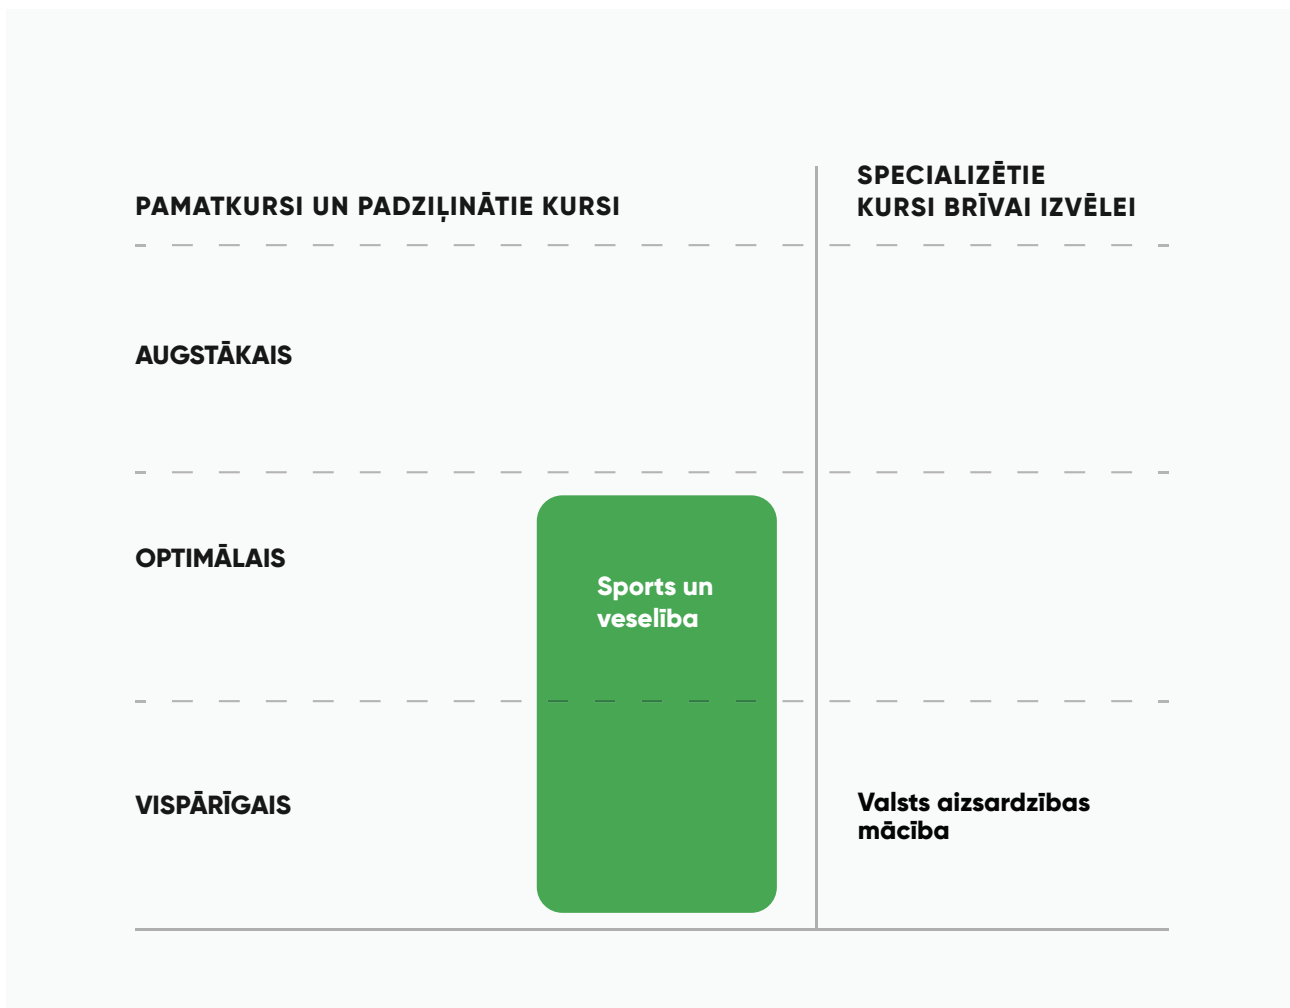 PAMATKURSI UN PADZIĻINĀTIE KURSI
SPECIALIZĒTIE
KURSI BRĪVAI IZVĒLEI
AUGSTĀKAIS
OPTIMĀLAIS
Sports un
veselība
VISPĀRĪGAIS
Valsts aizsardzības
mācība